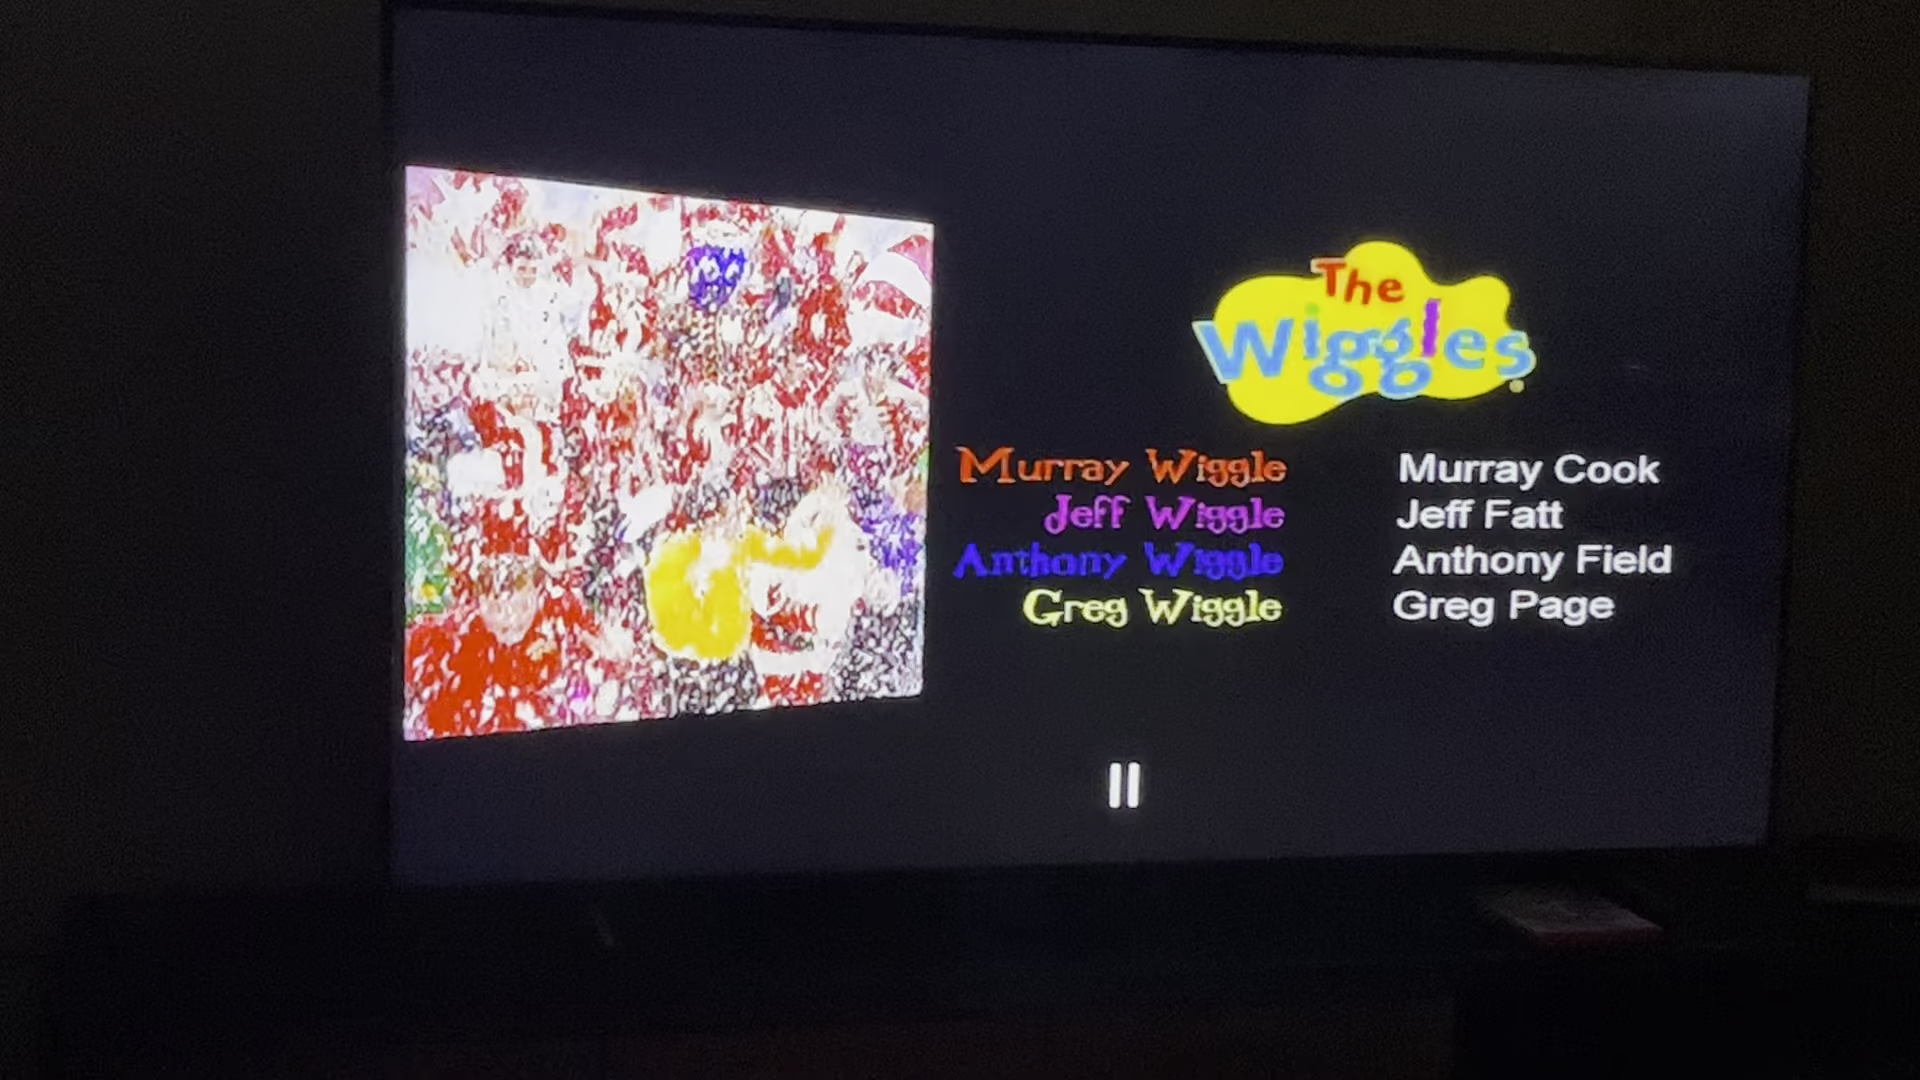 The
Wiggles
Murray Wiggle Murray Cook
Jeff Wiggle Jeff Fatt
Anthony Wiggle Anthony Field
Greg Wiggle Greg Page